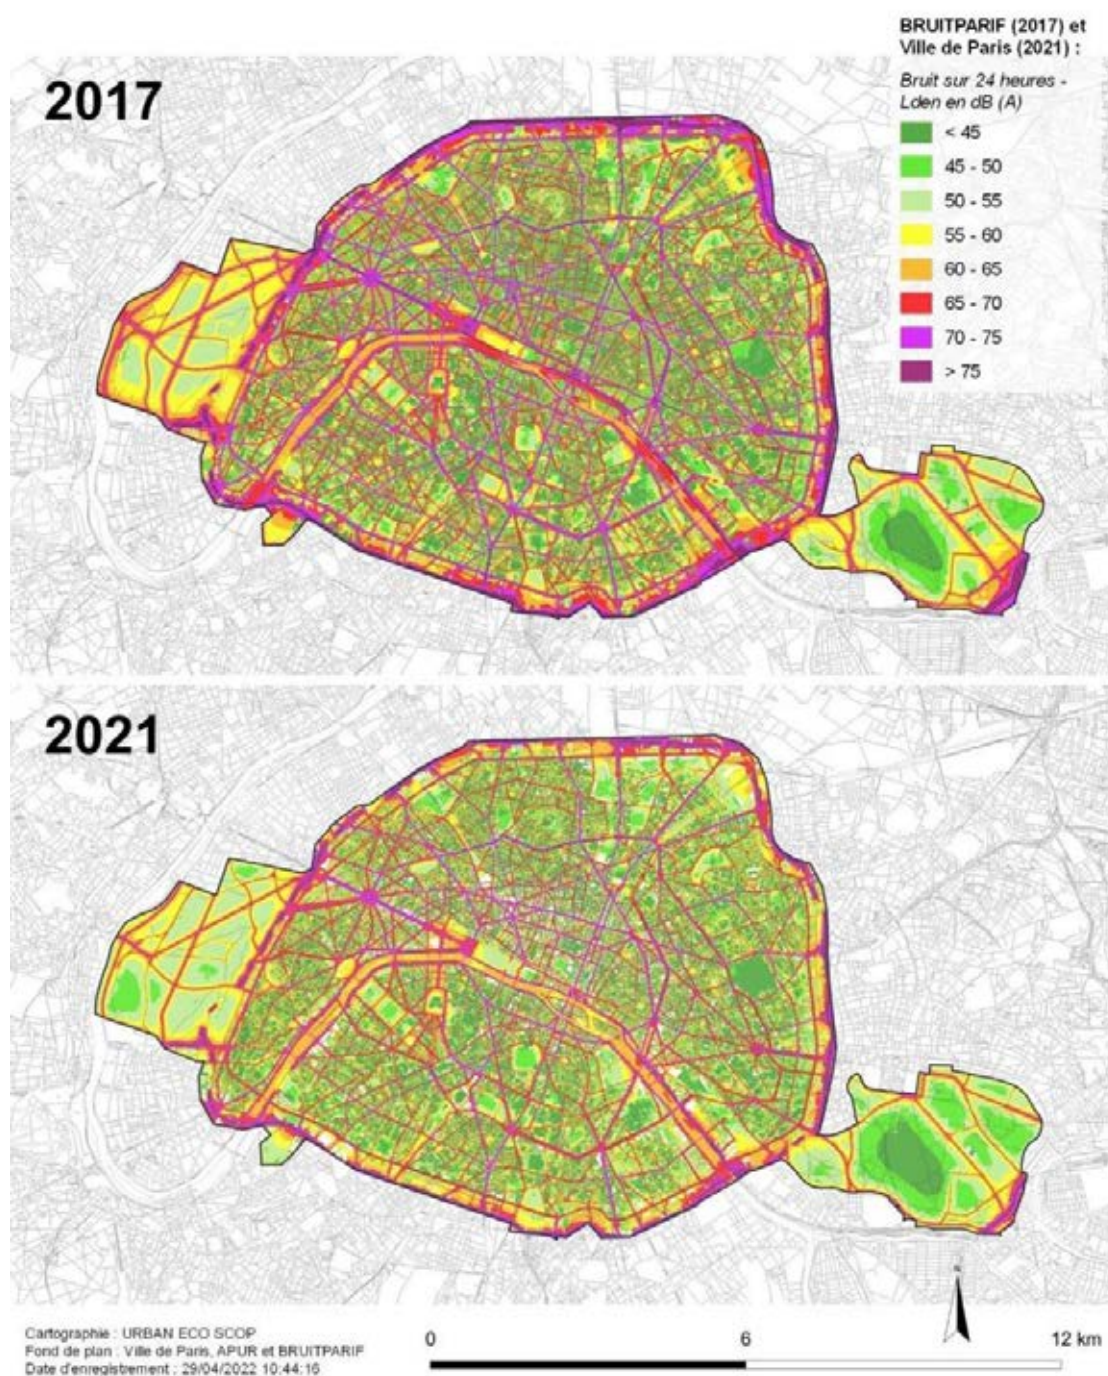 BRUITPARIF (2017) et
Ville de Paris (2021) :
Bruit sur 24 heures -
Lden en dB (A)
< 45
45 - 50
50 - 55
55 - 60
60 - 65
65 - 70
70 - 75
> 75
2017
2021
N
Cartographie : URBAN ECO SCOP
Fond de plan : Ville de Paris, APUR et BRUITPARIF
Date d'enregistrement : 29/04/2022 10:44:16
0 6 12 km